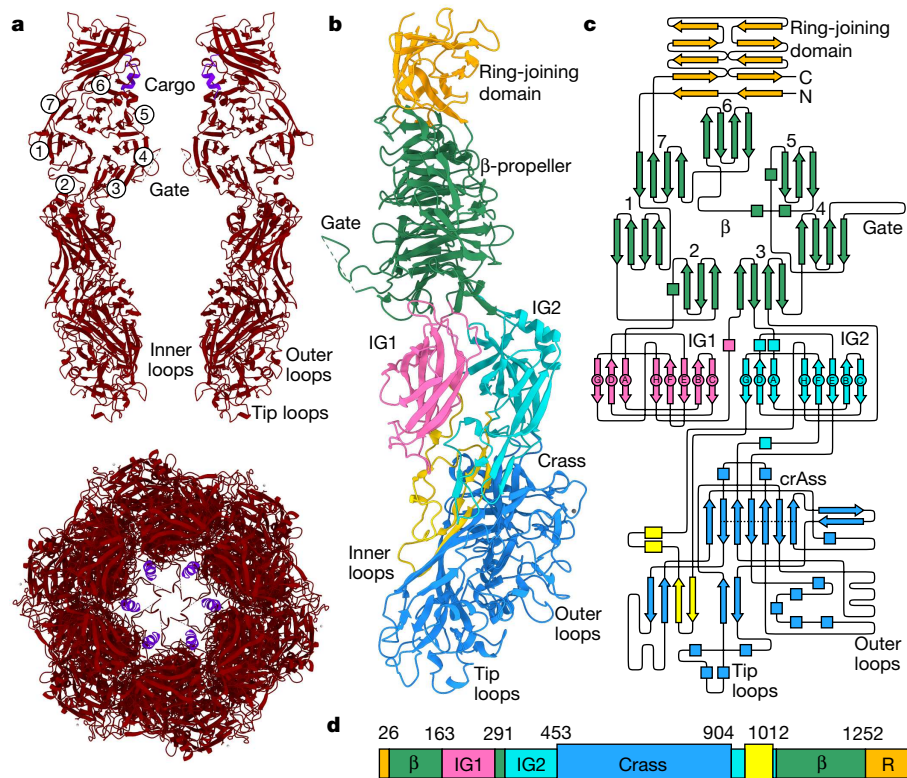 a
6
Cargo
7
5
1
4
2
3
Gate
Inner
loops
Outer
loops
Tip loops
b
Ring-joining
domain
β-propeller
Gate
IG1
IG2
Crass
Inner
loops
Outer
loops
Tip
loops
c
Ring-joining
domain
C
N
6
7
5
1
β
4
Gate
2
3
IG1
IG2
G D A H F E B C
G D A H F E B C
crAss
Outer
loops
Tip
loops
d
26 163 291 453 904 1012 1252
β IG1 IG2 Crass β R